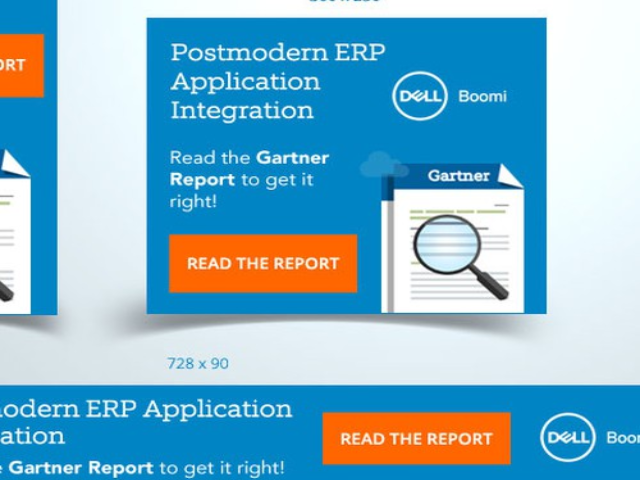 ORT
Postmodern ERP
Application
Integration
DELL Boomi
Read the Gartner
Report to get it
right!
Gartner
READ THE REPORT
728 x 90
odern ERP Application
ation
READ THE REPORT
DELL Boo
Gartner Report to get it right!